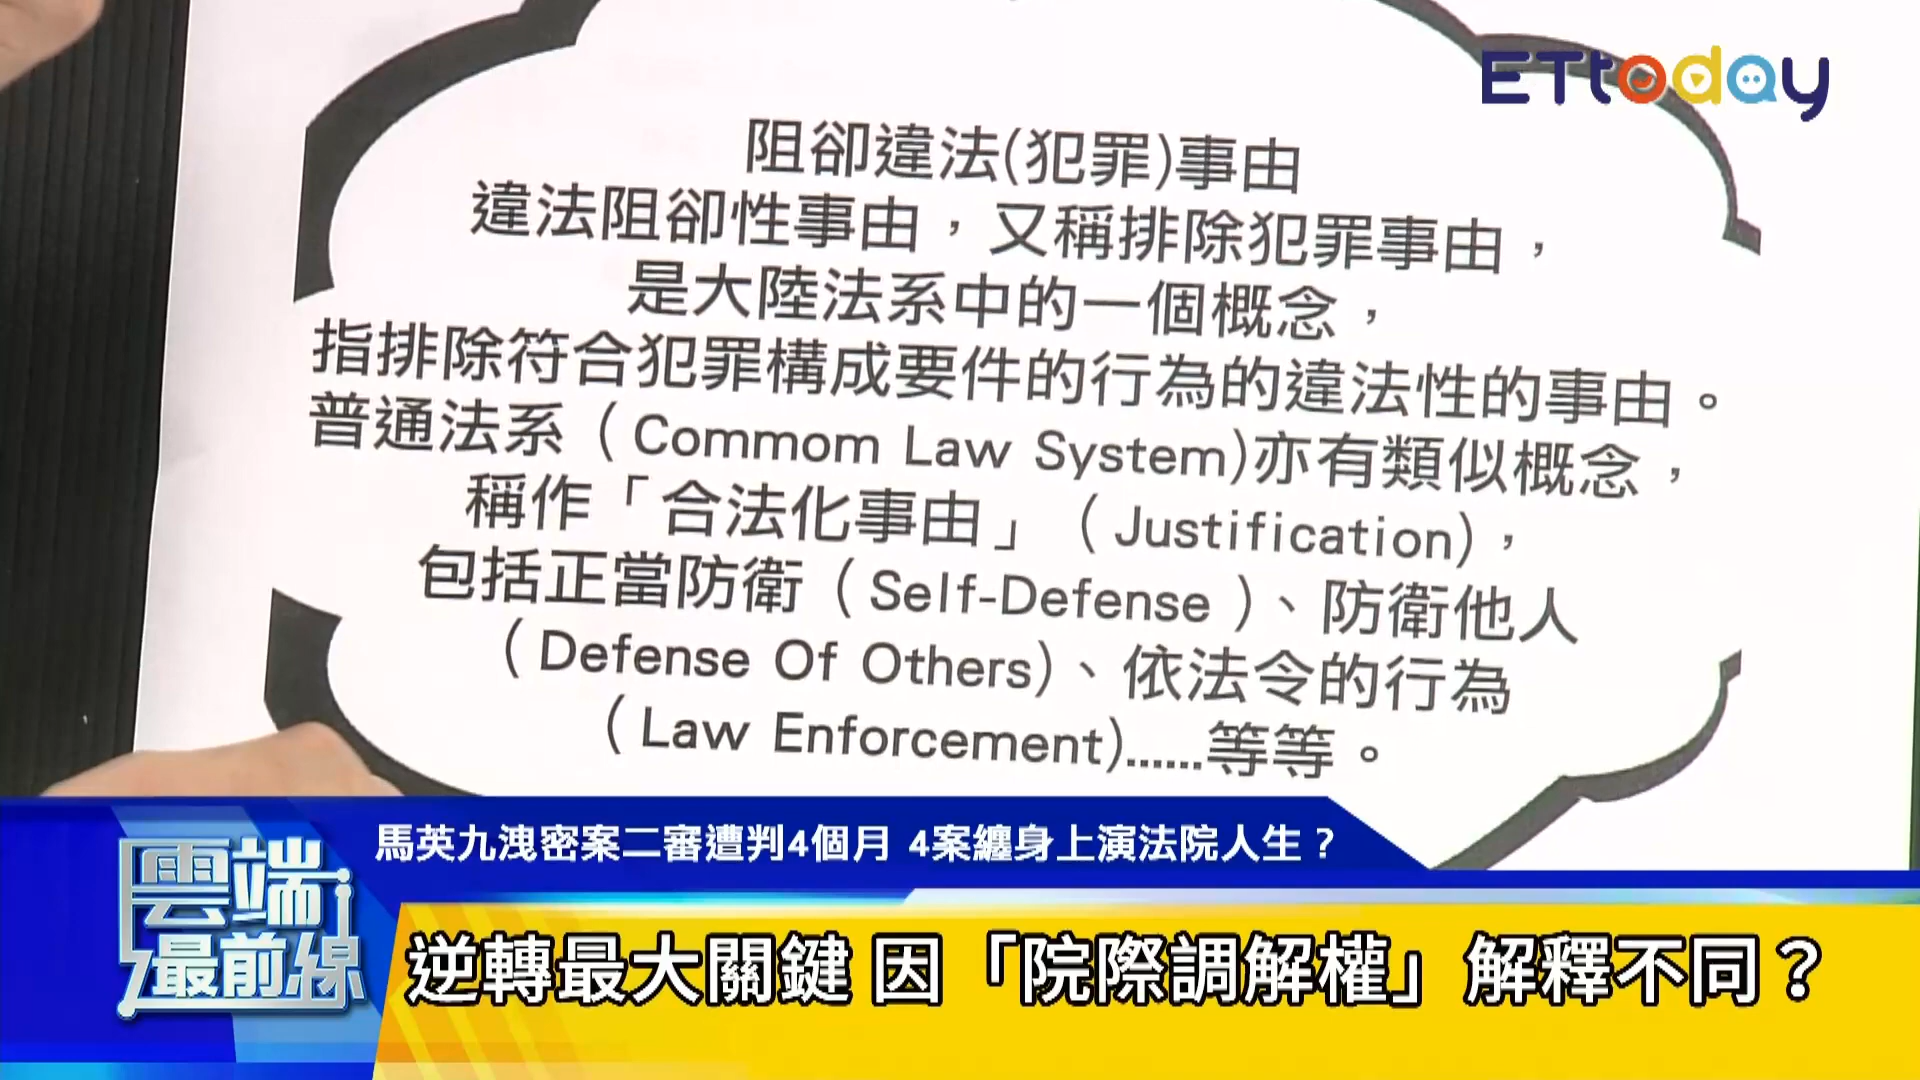 ETtoday
阻卻違法(犯罪)事由
違法阻卻性事由，又稱排除犯罪事由，
是大陸法系中的一個概念，
指排除符合犯罪構成要件的行為的違法性的事由。
普通法系（Commom Law System)亦有類似概念，
稱作「合法化事由」（Justification)，
包括正當防衛（Self-Defense ）、防衛他人
（Defense Of Others)、依法令的行為
（Law Enforcement)......等等。
馬英九洩密案二審遭判4個月 4案纏身上演法院人生？
雲端
最前線
逆轉最大關鍵 因「院際調解權」解釋不同？